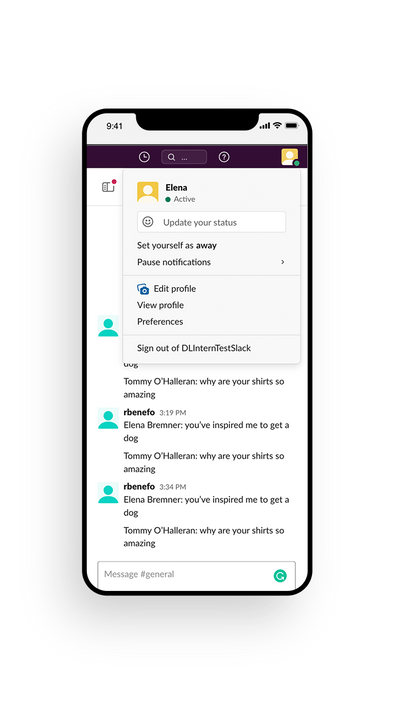 9:41
...
Elena
Active
Update your status
Set yourself as away
Pause notifications
Edit profile
View profile
Preferences
Sign out of DLInternTestSlack
dog
Tommy O'Halleran: why are your shirts so
amazing
rbenefo 3:19 PM
Elena Bremner: you've inspired me to get a
dog
Tommy O'Halleran: why are your shirts so
amazing
rbenefo 3:34 PM
Elena Bremner: you've inspired me to get a
dog
Tommy O'Halleran: why are your shirts so
amazing
Message #general